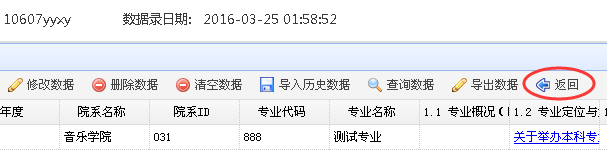 10607yyxy 数据录日期: 2016-03-25 01:58:52
修改数据 删除数据 清空数据 导入历史数据 查询数据 导出数据 返回
年度 院系名称 院系ID 专业代码 专业名称 1.1 专业概况( 1.2 专业定位与
音乐学院 031 888 测试专业 关于举办本科专